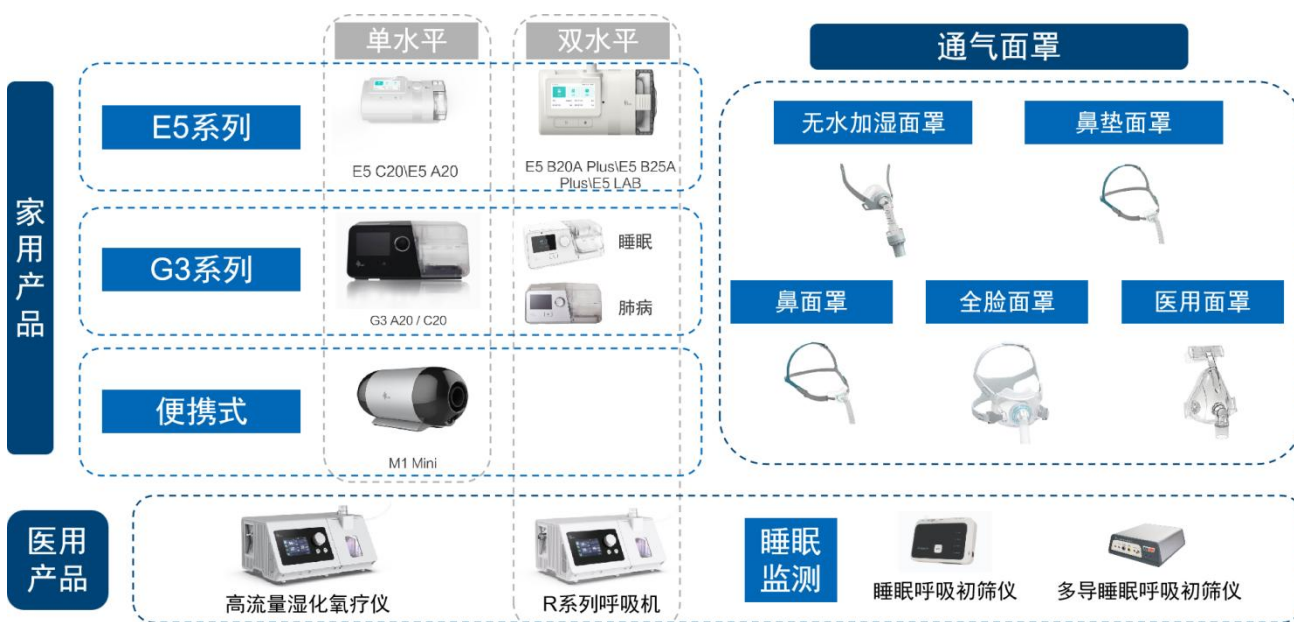 单水平
双水平
通气面罩
家用产品
E5系列
E5 C20\E5 A20
E5 B20A Plus\E5 B25A
Plus\E5 LAB
无水加湿面罩
鼻垫面罩
G3系列
G3 A20 / C20
睡眠
肺病
鼻面罩
全脸面罩
医用面罩
便携式
M1 Mini
医用
产品
高流量湿化氧疗仪
R系列呼吸机
睡眠
监测
睡眠呼吸初筛仪
多导睡眠呼吸初筛仪